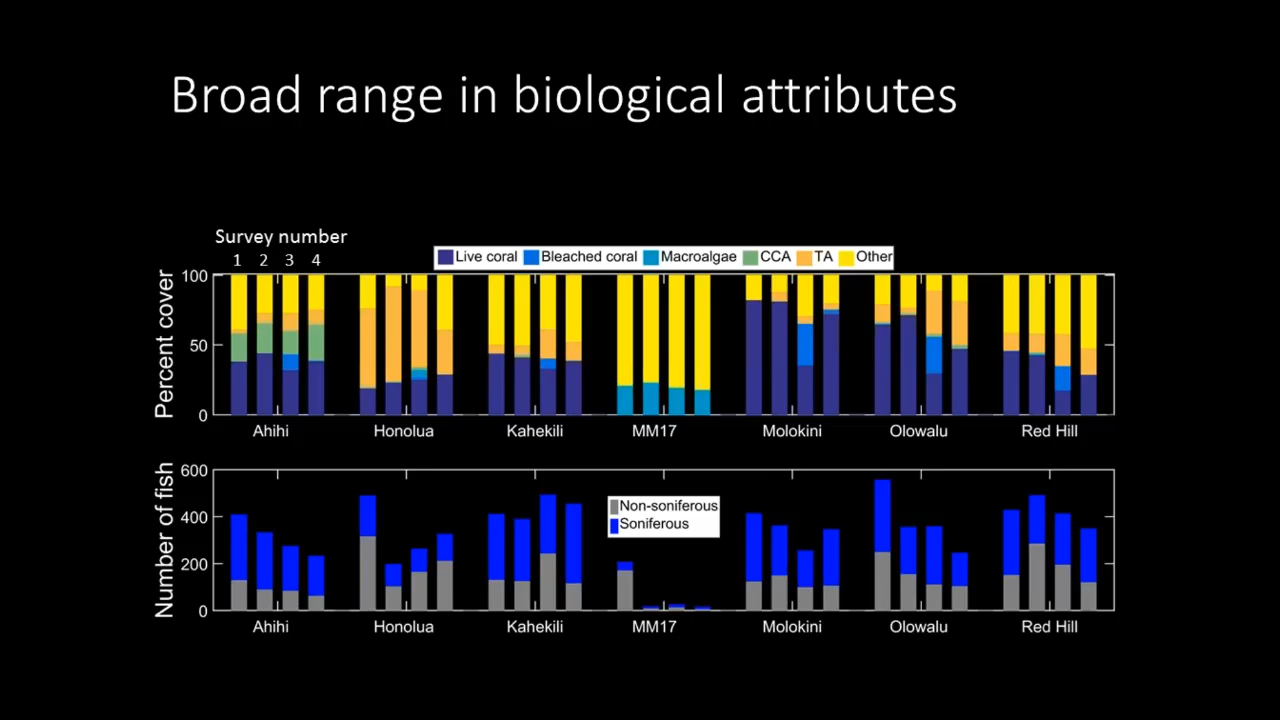 Broad range in biological attributes
Survey number
1 2 3 4
Live coral Bleached coral Macroalgae CCA TA Other
Percent cover
100
50
0
Ahihi Honolua Kahekili MM17 Molokini Olowalu Red Hill
Number of fish
600
400
200
0
Non-soniferous
Soniferous
Ahihi Honolua Kahekili MM17 Molokini Olowalu Red Hill